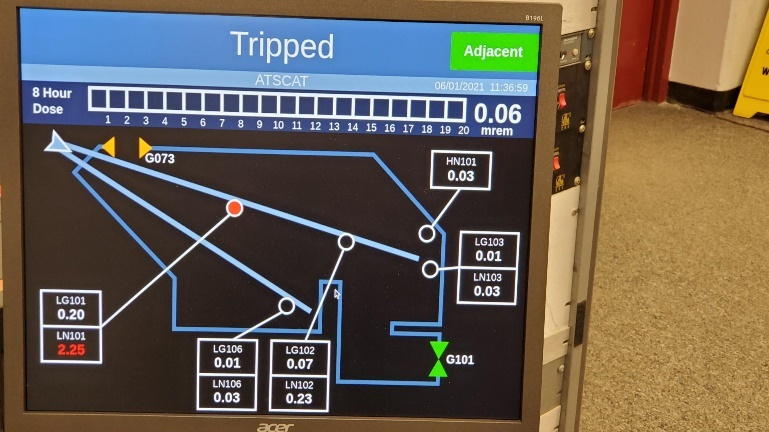 B196L
Tripped
Adjacent
ATSCAT
06/01/2021 11:36:59
8 Hour
Dose
1 2 3 4 5 6 7 8 9 10 11 12 13 14 15 16 17 18 19 20
0.06
mrem
G073
HN101
0.03
LG103
0.01
LN103
0.03
LG101
0.20
LN101
2.25
LG106
0.01
LN106
0.03
LG102
0.07
LN102
0.23
G101
acer